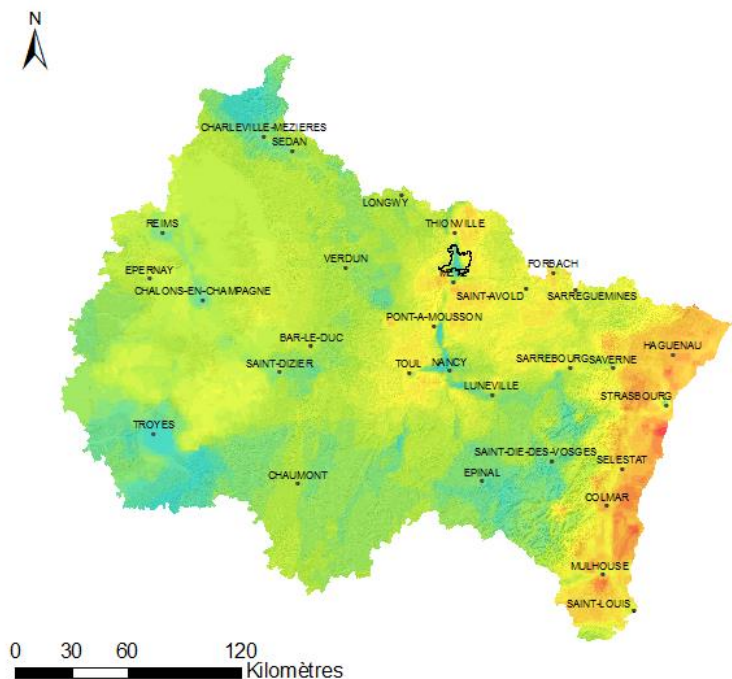 N
CHARLEVILLE-MEZIERES
SEDAN
LONGWY
REIMS
THIONVILLE
VERDUN
EPERNAY
FORBACH
METZ
CHALONS-EN-CHAMPAGNE
SAINT-AVOLD
SARREGUEMINES
PONT-A-MOUSSON
BAR-LE-DUC
HAGUENAU
SAINT-DIZIER
TOUL
NANCY
SARREBOURG
SAVERNE
LUNEVILLE
STRASBOURG
TROYES
SAINT-DIE-DES-VOSGES
CHAUMONT
EPINAL
SELESTAT
COLMAR
MULHOUSE
SAINT-LOUIS
0 30 60 120
Kilomètres